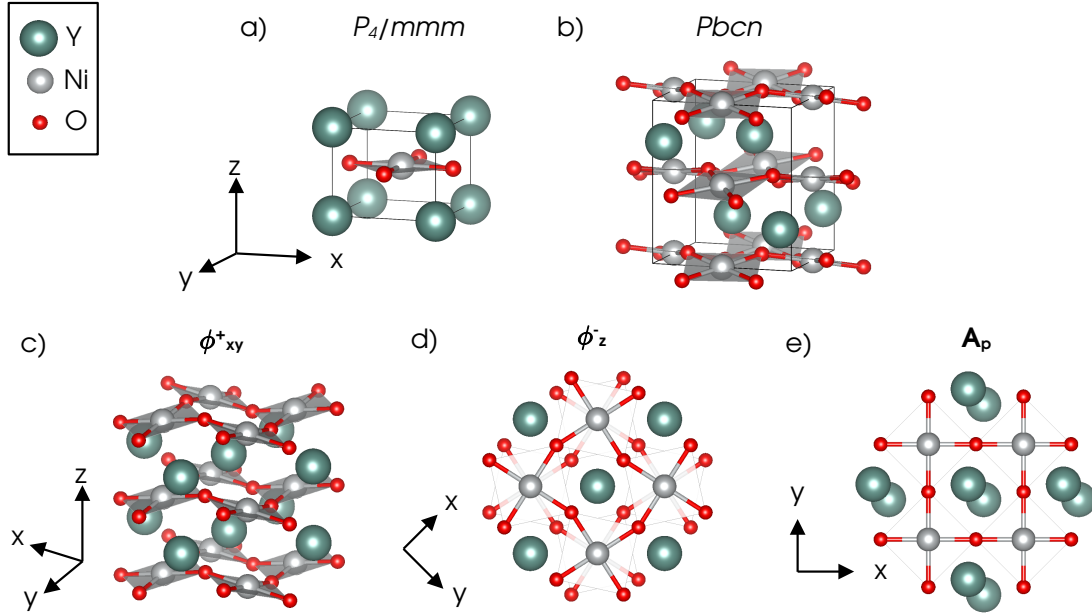 Y
Ni
O
a)
P₄/mmm
b)
Pbcn
z
y
x
c)
ϕ⁺xy
d)
ϕ⁻z
e)
Aₚ
z
x
y
x
y
y
x